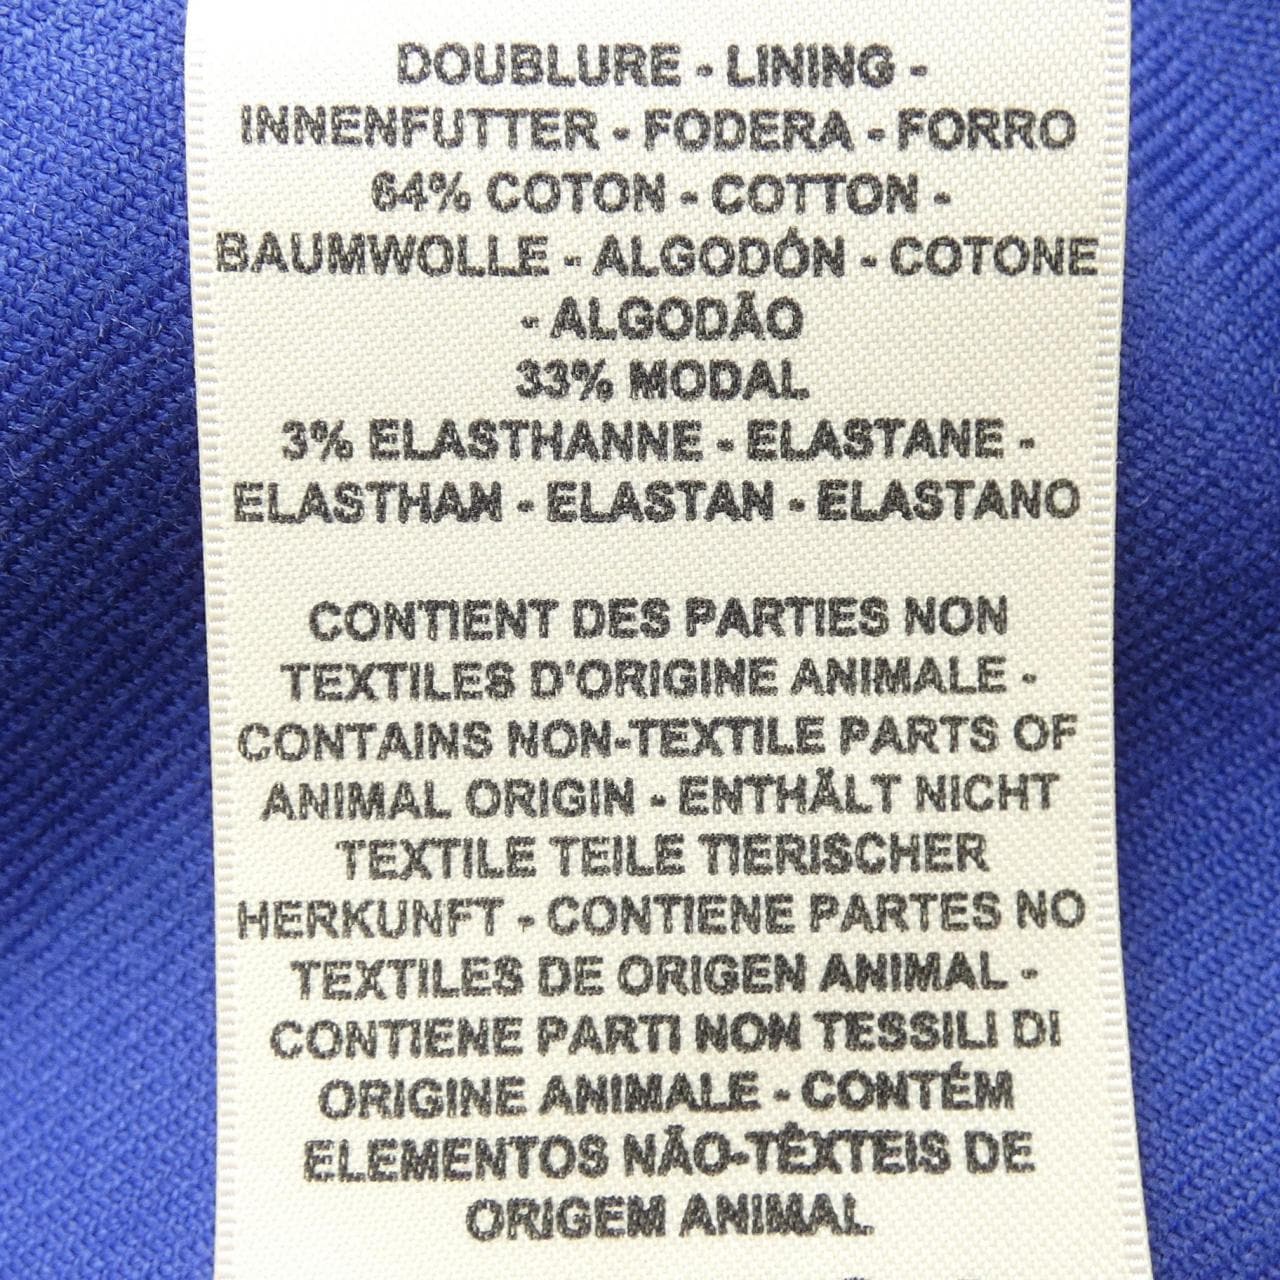 DOUBLURE - LINING -
INNENFUTTER - FODERA - FORRO
64% COTON - COTTON -
BAUMWOLLE - ALGODÓN - COTONE
- ALGODÃO
33% MODAL
3% ELASTHANNE - ELASTANE -
ELASTHAN - ELASTAN - ELASTANO
CONTIENT DES PARTIES NON
TEXTILES D'ORIGINE ANIMALE -
CONTAINS NON-TEXTILE PARTS OF
ANIMAL ORIGIN - ENTHÄLT NICHT
TEXTILE TEILE TIERISCHER
HERKUNFT - CONTIENE PARTES NO
TEXTILES DE ORIGEN ANIMAL -
CONTIENE PARTI NON TESSILI DI
ORIGINE ANIMALE - CONTÉM
ELEMENTOS NÃO-TÊXTEIS DE
ORIGEM ANIMAL